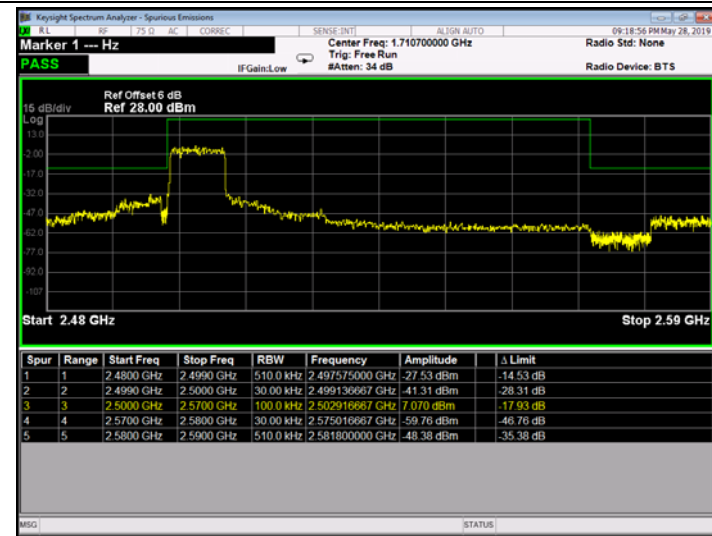 Keysight Spectrum Analyzer - Spurious Emissions
RL RF 75 Ω AC CORREC SENSE:INT ALIGN AUTO 09:18:56 PM May 28, 2019
Marker 1 --- Hz Center Freq: 1.710700000 GHz Radio Std: None
Trig: Free Run
PASS IFGain:Low #Atten: 34 dB Radio Device: BTS
Ref Offset 6 dB
15 dB/div Ref 28.00 dBm
Log
13.0
-2.00
-17.0
-32.0
-47.0
-62.0
-77.0
-92.0
-107
Start 2.48 GHz Stop 2.59 GHz
Spur Range Start Freq Stop Freq RBW Frequency Amplitude Δ Limit
1 1 2.4800 GHz 2.4990 GHz 510.0 kHz 2.497575000 GHz -27.53 dBm -14.53 dB
2 2 2.4990 GHz 2.5000 GHz 30.00 kHz 2.499136667 GHz -41.31 dBm -28.31 dB
3 3 2.5000 GHz 2.5700 GHz 100.0 kHz 2.502916667 GHz 7.070 dBm -17.93 dB
4 4 2.5700 GHz 2.5800 GHz 30.00 kHz 2.575016667 GHz -59.76 dBm -46.76 dB
5 5 2.5800 GHz 2.5900 GHz 510.0 kHz 2.581800000 GHz -48.38 dBm -35.38 dB
MSG STATUS